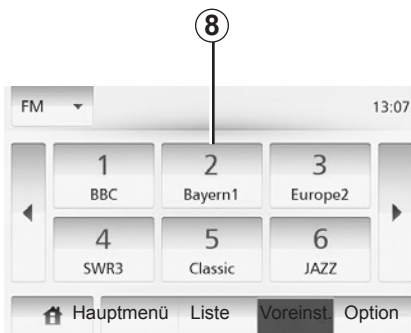 8
FM 13:07
1 2 3
BBC Bayern1 Europe2
4 5 6
SWR3 Classic JAZZ
Hauptmenü Liste Voreinst. Option